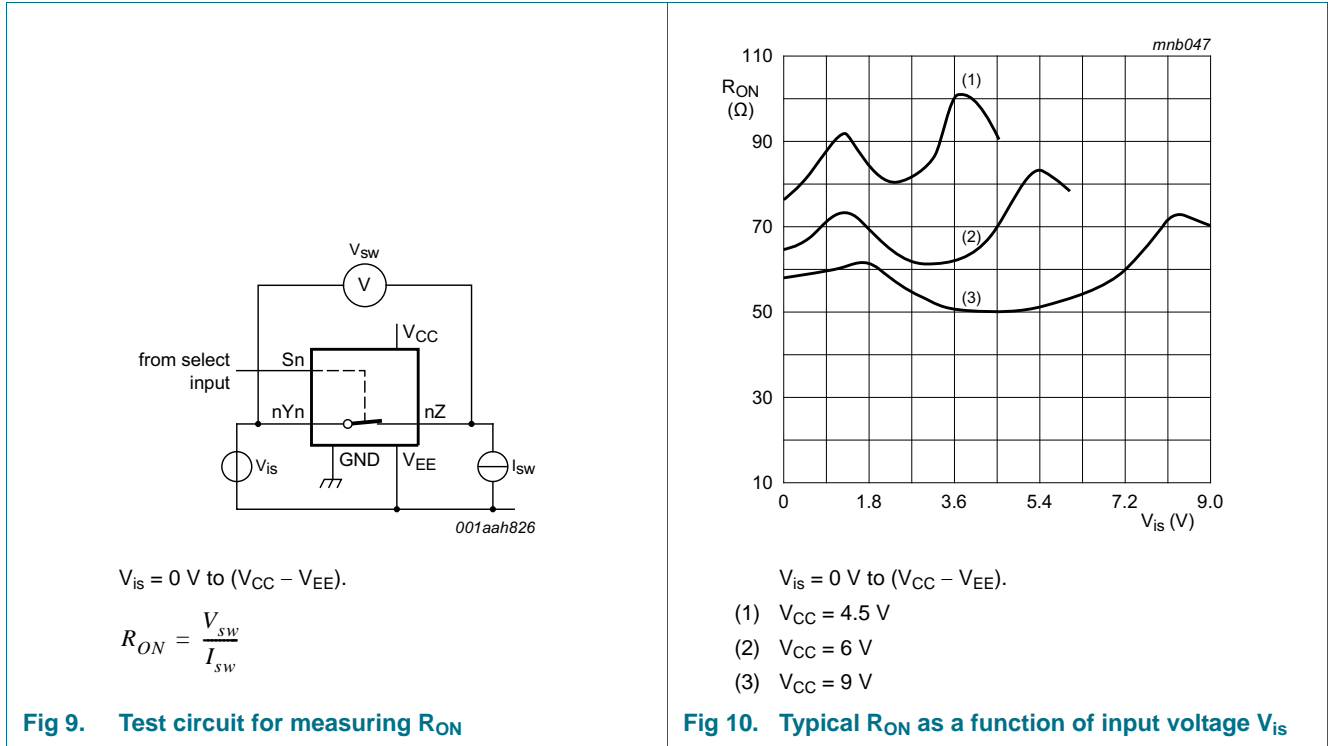 V_sw
V
V_CC
from select
input
Sn
nYn
nZ
V_is
GND
V_EE
I_sw
001aah826
V_is = 0 V to (V_CC − V_EE).
R_ON = V_sw / I_sw
Fig 9. Test circuit for measuring R_ON
mnb047
110
R_ON
(Ω)
90
70
50
30
10
(1)
(2)
(3)
0 1.8 3.6 5.4 7.2 9.0
V_is (V)
V_is = 0 V to (V_CC − V_EE).
(1) V_CC = 4.5 V
(2) V_CC = 6 V
(3) V_CC = 9 V
Fig 10. Typical R_ON as a function of input voltage V_is